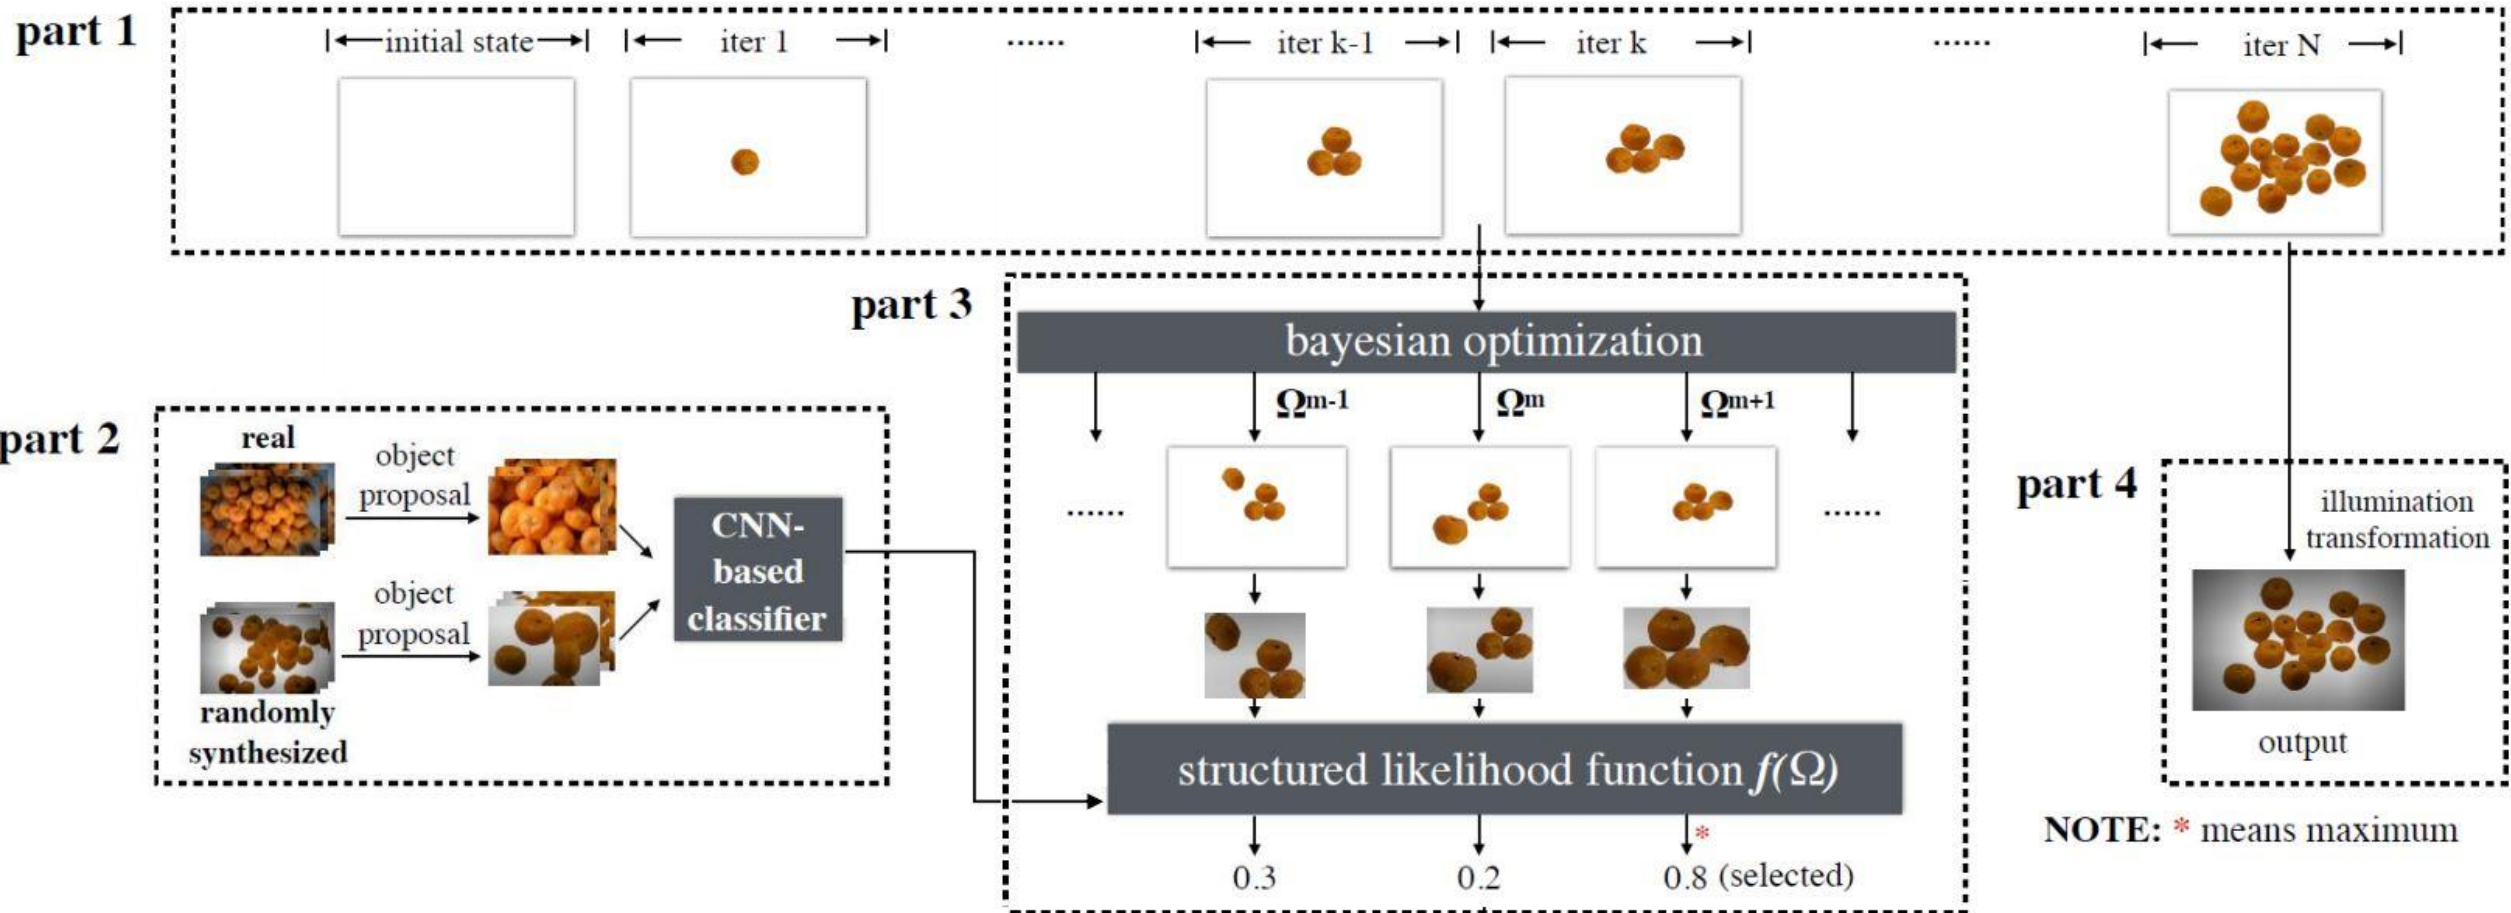 part 1
initial state
iter 1
......
iter k-1
iter k
......
iter N
part 3
bayesian optimization
Ωm-1
Ωm
Ωm+1
......
......
structured likelihood function f(Ω)
*
0.3
0.2
0.8 (selected)
part 2
real
object
proposal
object
proposal
randomly
synthesized
CNN-
based
classifier
part 4
illumination
transformation
output
NOTE: * means maximum